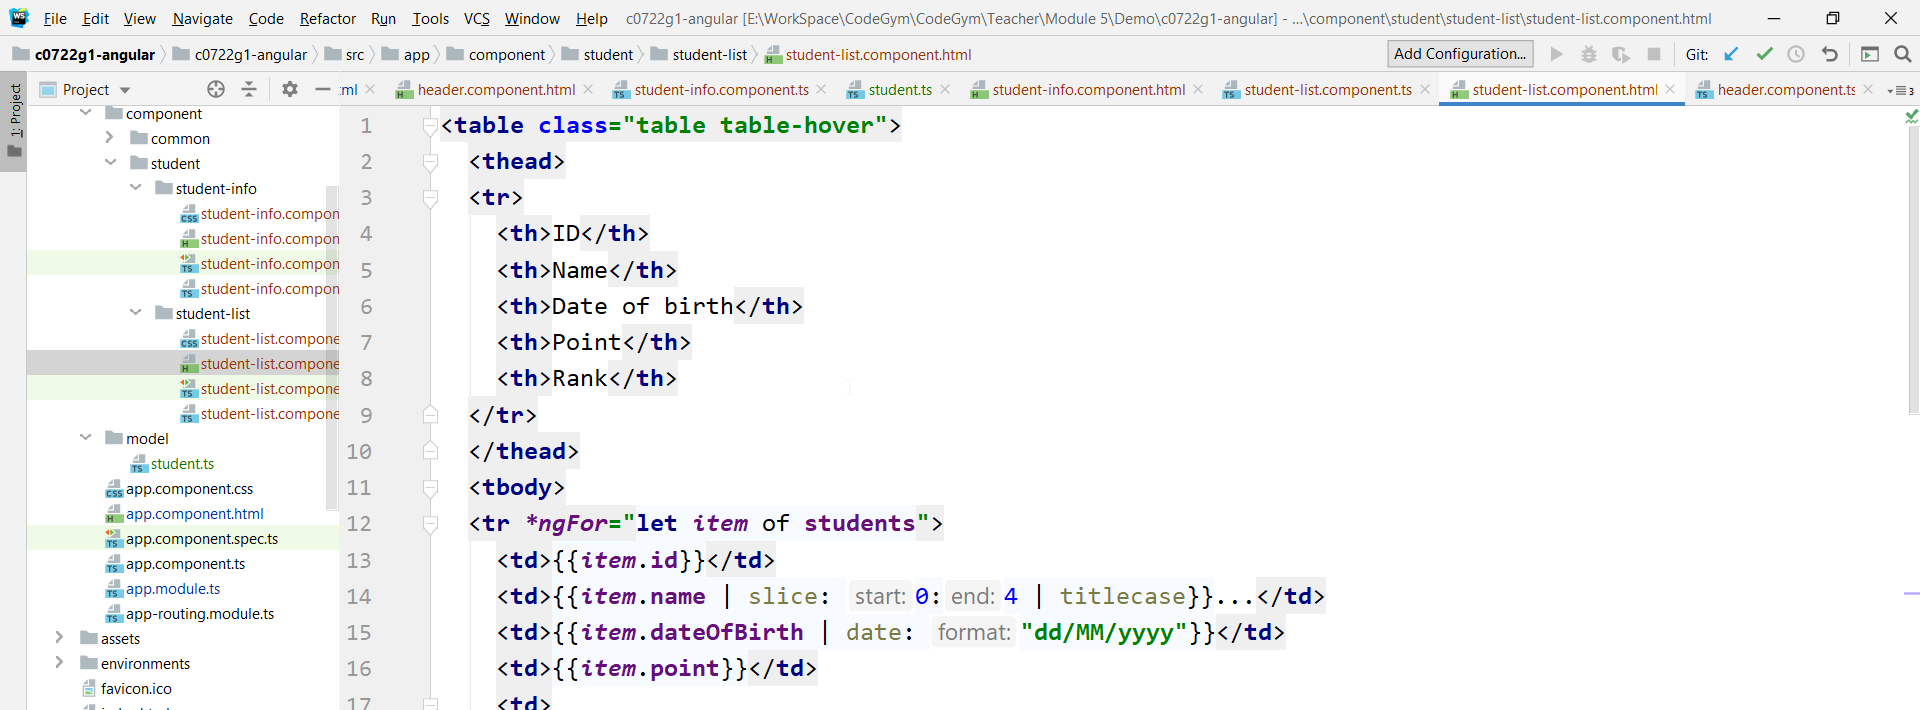 File Edit View Navigate Code Refactor Run Tools VCS Window Help c0722g1-angular [E:\WorkSpace\CodeGym\CodeGym\Teacher\Module 5\Demo\c0722g1-angular] - ...\component\student\student-list\student-list.component.html
c0722g1-angular c0722g1-angular src app component student student-list student-list.component.html Add Configuration... Git:
Project ml header.component.html student-info.component.ts student.ts student-info.component.html student-list.component.ts student-list.component.html header.component.ts 3
1: Project
component
common
student
student-info
student-info.compon
student-info.compon
student-info.compon
student-info.compon
student-list
student-list.compone
student-list.compone
student-list.compone
student-list.compone
model
student.ts
app.component.css
app.component.html
app.component.spec.ts
app.component.ts
app.module.ts
app-routing.module.ts
assets
environments
favicon.ico
1 <table class="table table-hover">
2 <thead>
3 <tr>
4 <th>ID</th>
5 <th>Name</th>
6 <th>Date of birth</th>
7 <th>Point</th>
8 <th>Rank</th>
9 </tr>
10 </thead>
11 <tbody>
12 <tr *ngFor="let item of students">
13 <td>{{item.id}}</td>
14 <td>{{item.name | slice: start: 0: end: 4 | titlecase}}...</td>
15 <td>{{item.dateOfBirth | date: format: "dd/MM/yyyy"}}</td>
16 <td>{{item.point}}</td>
17 <td>